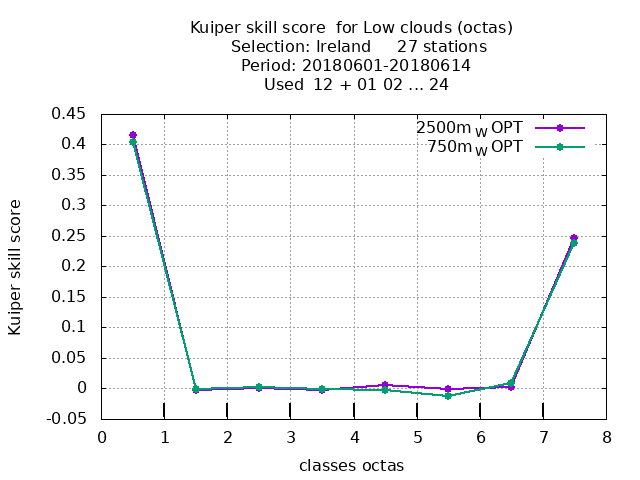 Kuiper skill score  for Low clouds (octas)
Selection: Ireland     27 stations
Period: 20180601-20180614
Used  12 + 01 02 ... 24
2500m W OPT
750m W OPT
0.45
0.4
0.35
0.3
0.25
0.2
0.15
0.1
0.05
0
-0.05
Kuiper skill score
0 1 2 3 4 5 6 7 8
classes octas